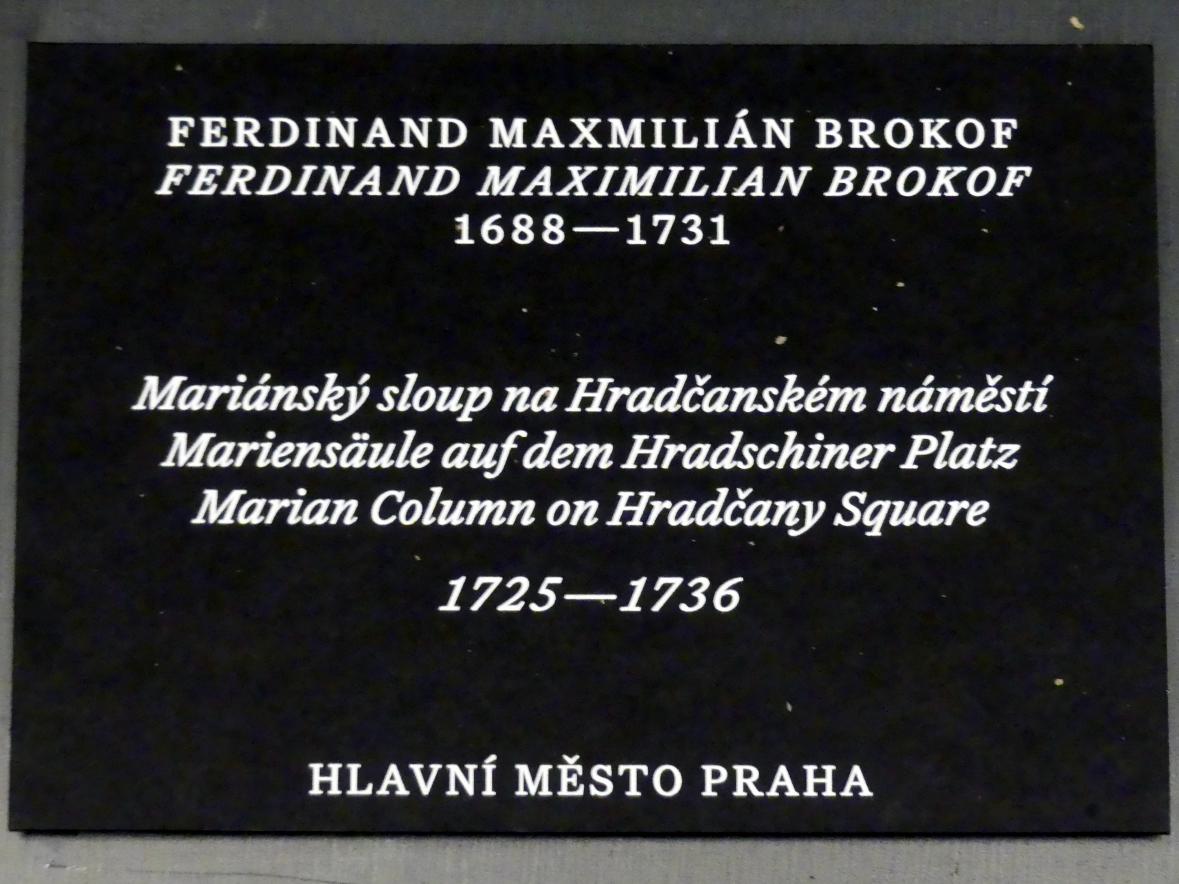 FERDINAND MAXMILIÁN BROKOF
FERDINAND MAXIMILIAN BROKOF
1688—1731
Mariánský sloup na Hradčanském náměstí
Mariensäule auf dem Hradschiner Platz
Marian Column on Hradčany Square
1725—1736
HLAVNÍ MĚSTO PRAHA